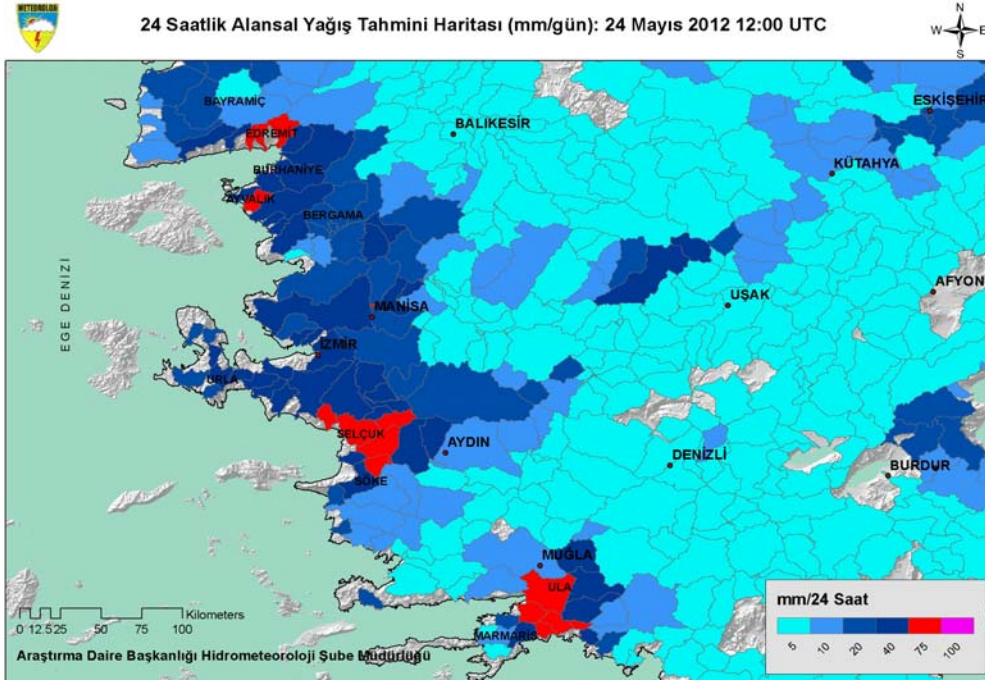 METEOROLOJİ
24 Saatlik Alansal Yağış Tahmini Haritası (mm/gün): 24 Mayıs 2012 12:00 UTC
N
W E
S
BAYRAMİÇ
ESKİŞEHİR
EDREMİT
BALIKESİR
BURHANİYE
KÜTAHYA
AYVALIK
BERGAMA
EGE DENİZİ
AFYON
UŞAK
MANİSA
İZMİR
URLA
SELÇUK
AYDIN
DENİZLİ
BURDUR
SÖKE
MUĞLA
ULA
mm/24 Saat
5 10 20 40 75 100
Kilometers
0 12.525 50 75 100
MARMARİS
Araştırma Daire Başkanlığı Hidrometeoroloji Şube Müdürlüğü